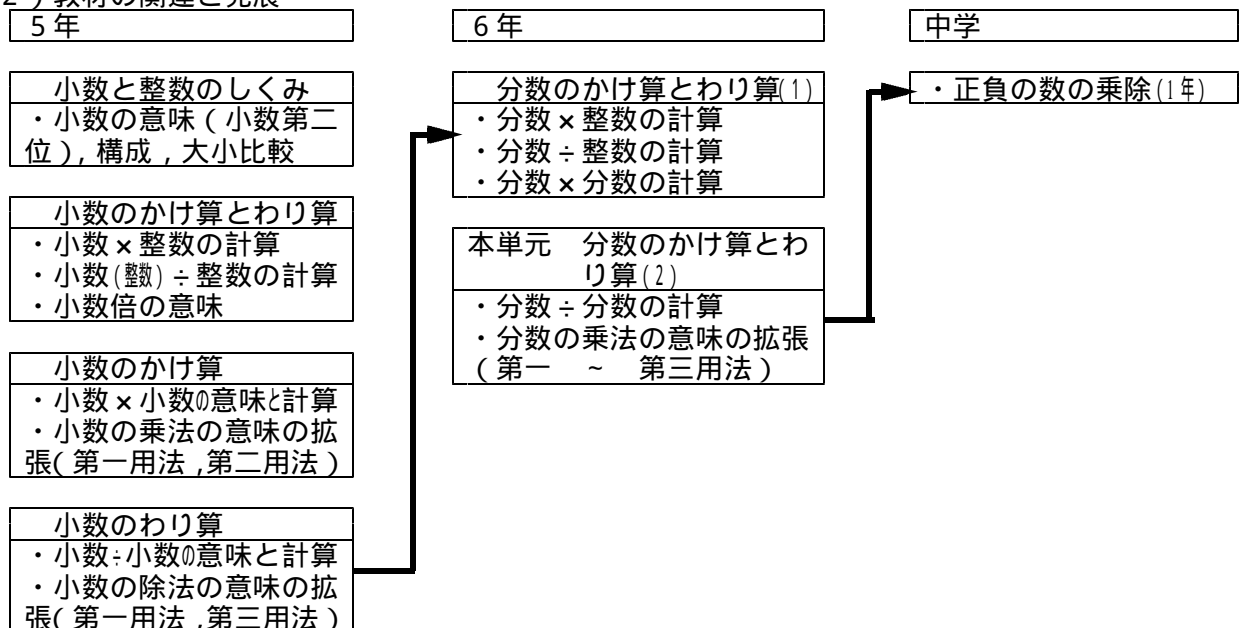 ２）教材の関連と発展
５年
小数と整数のしくみ
・小数の意味（小数第二
位），構成，大小比較
小数のかけ算とわり算
・小数×整数の計算
・小数(整数)÷整数の計算
・小数倍の意味
小数のかけ算
・小数×小数の意味と計算
・小数の乗法の意味の拡
張(第一用法,第二用法)
小数のわり算
・小数÷小数の意味と計算
・小数の除法の意味の拡
張(第一用法,第三用法)
６年
分数のかけ算とわり算(1)
・分数×整数の計算
・分数÷整数の計算
・分数×分数の計算
本単元　分数のかけ算とわ
り算(2)
・分数÷分数の計算
・分数の乗法の意味の拡張
（第一　～　第三用法）
中学
・正負の数の乗除(1年)